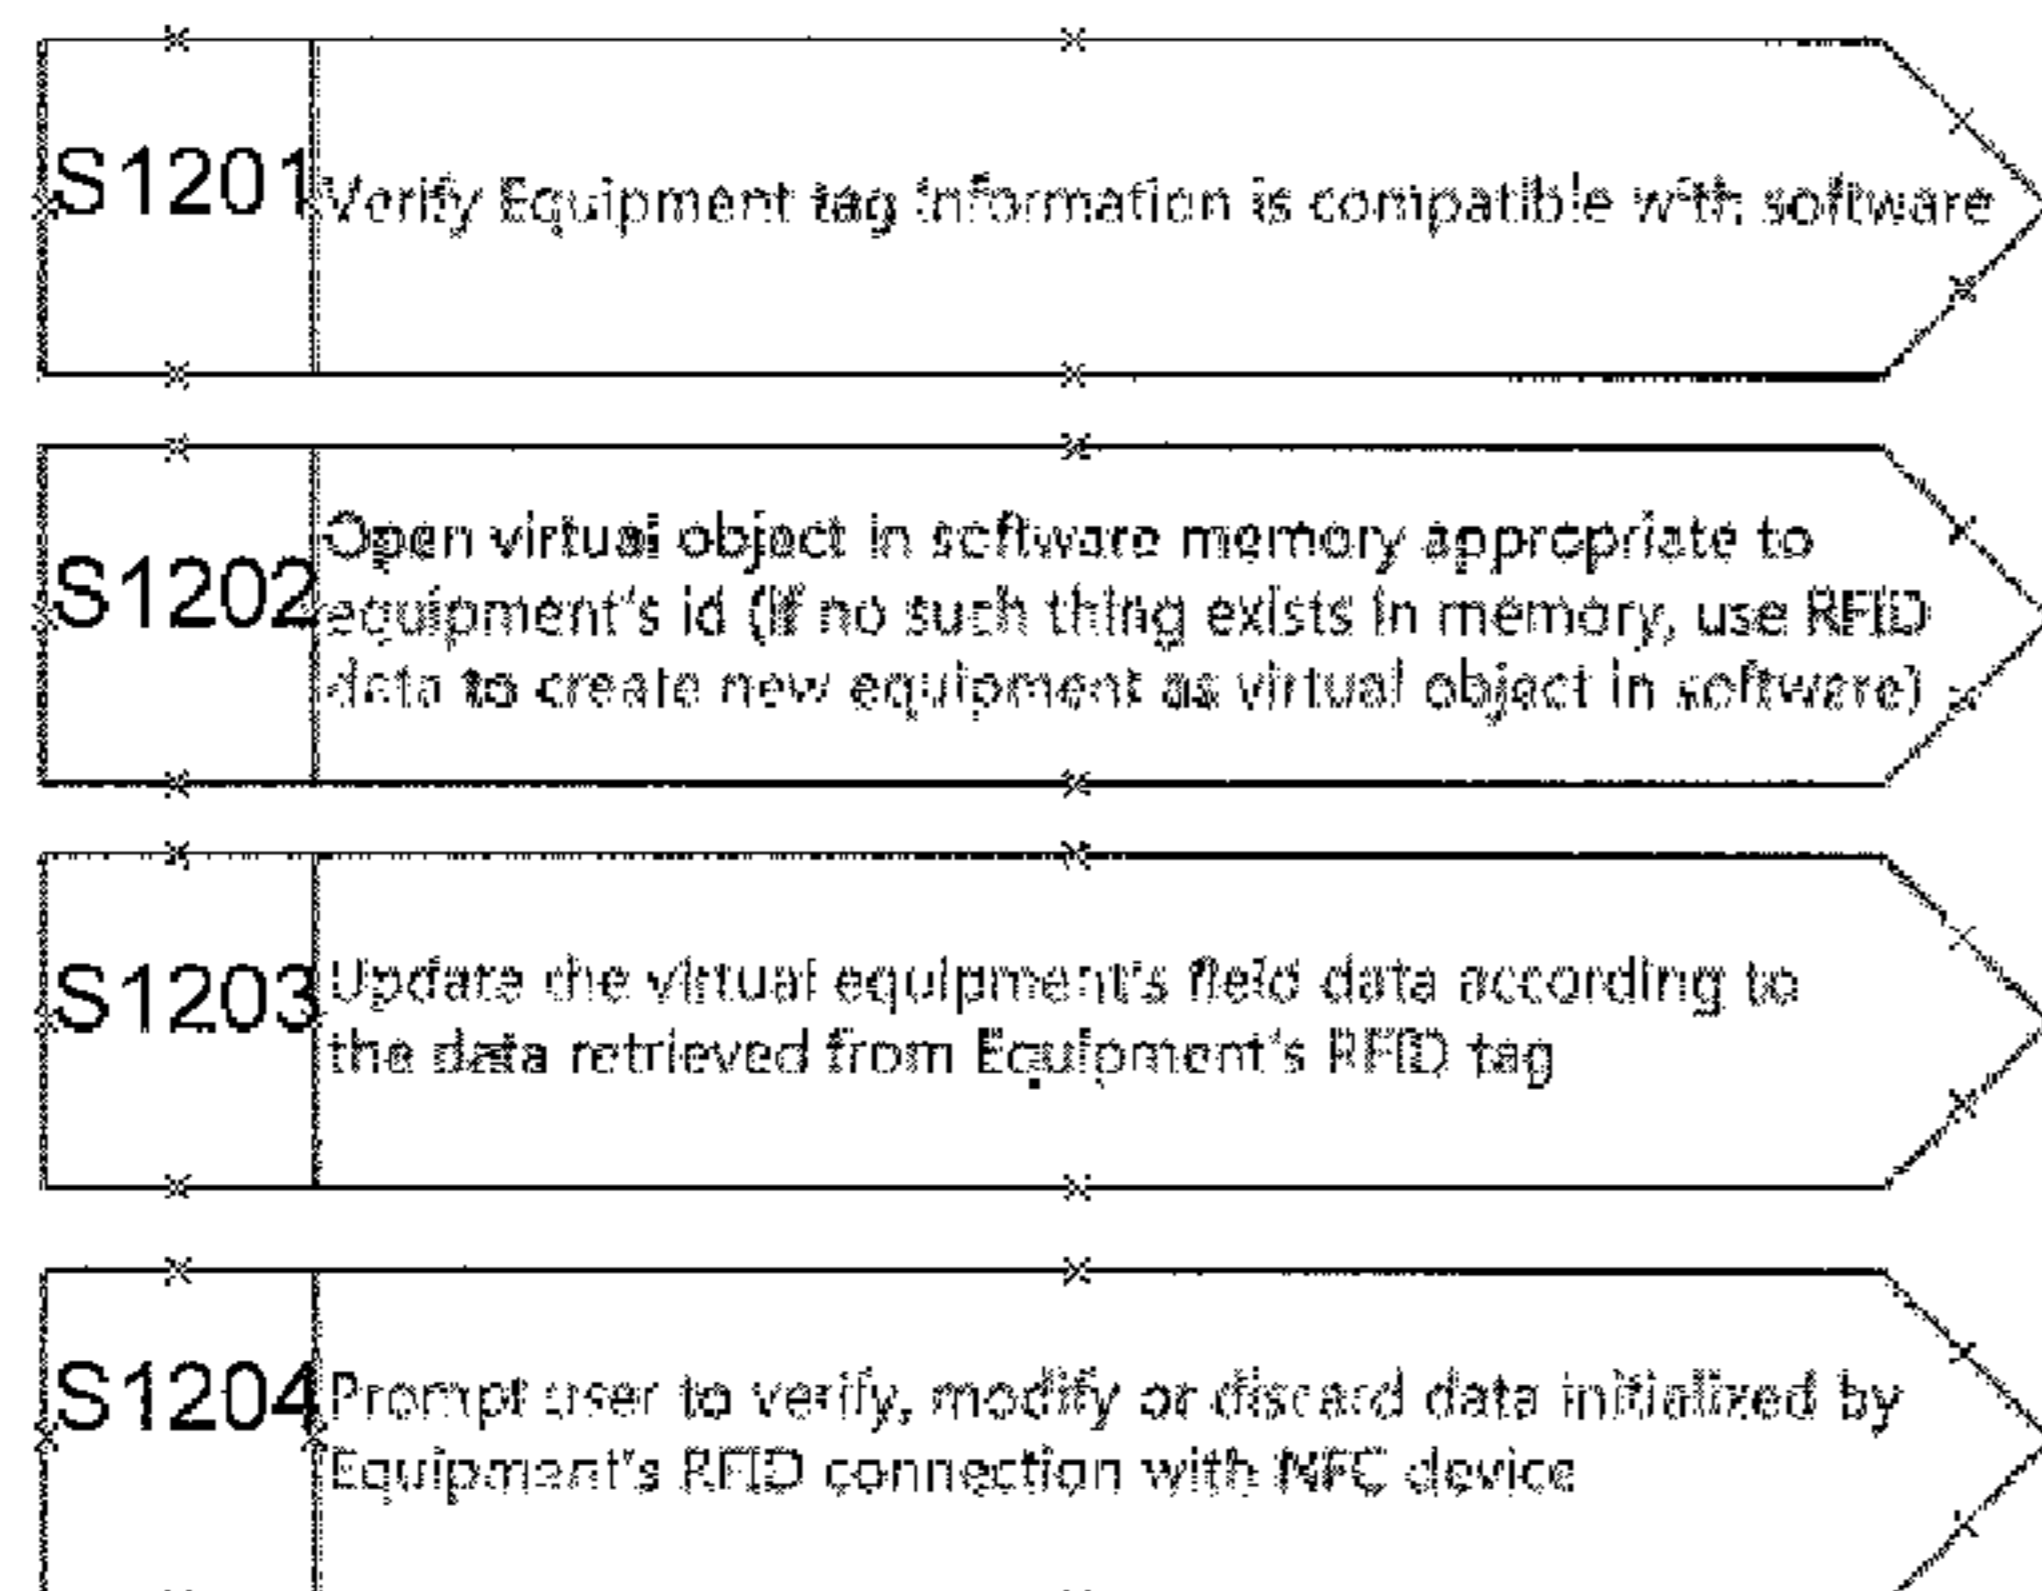 S1201
Verify Equipment tag information is compatible with software
S1202
Open virtual object in software memory appropriate to
equipment's id (if no such thing exists in memory, use RFID
data to create new equipment as virtual object in software)
S1203
Update the virtual equipment's field data according to
the data retrieved from Equipment's RFID tag
S1204
Prompt user to verify, modify or discard data initialized by
Equipment's RFID connection with NFC device